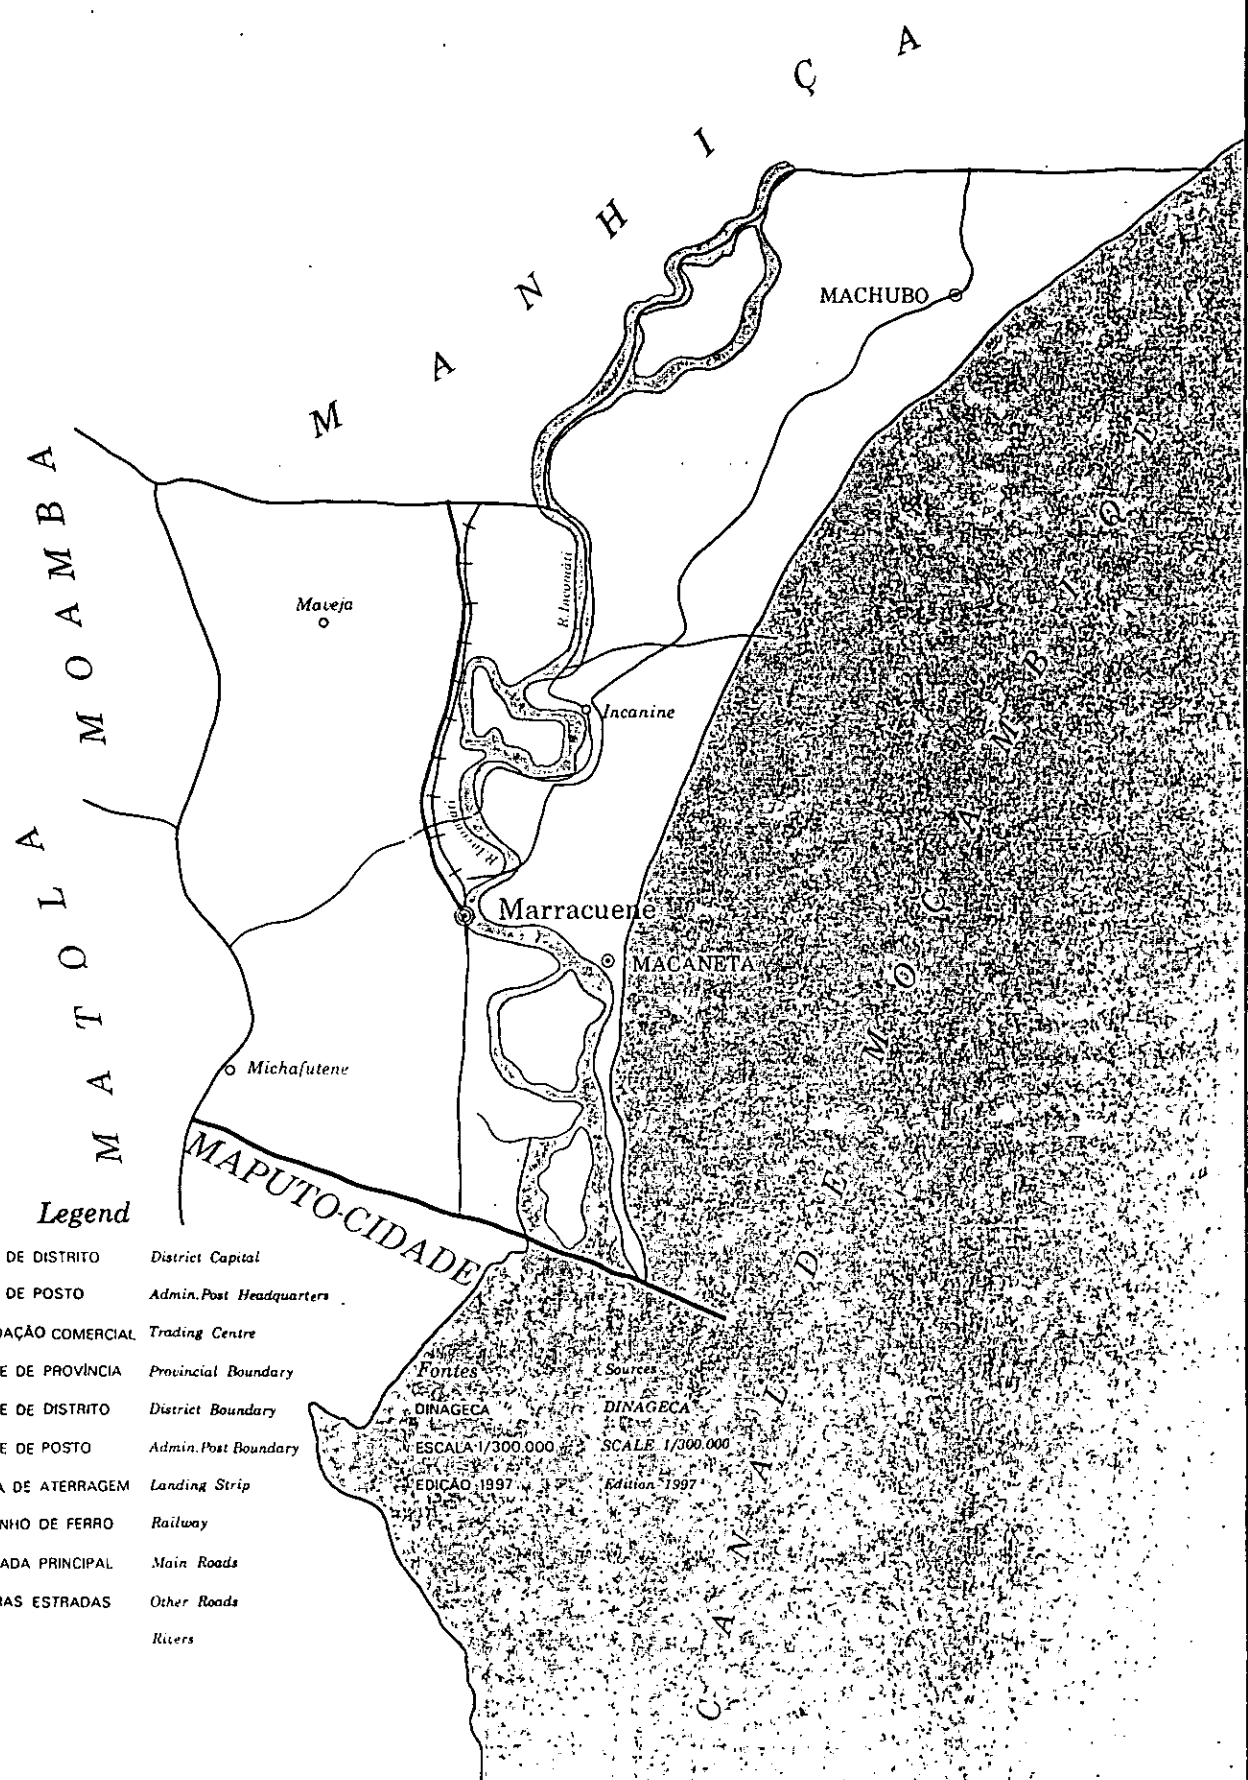 MANHIÇA
MACHUBO
MOAMBA
Maveja
R. Incomáti
Incanine
MATOLA
R. Incomáti
Marracuene
MACANETA
Michafutene
MAPUTO-CIDADE
CANAL DE MOÇAMBIQUE
Legend
DE DISTRITO District Capital
DE POSTO Admin.Post Headquarters
OAÇÃO COMERCIAL Trading Centre
E DE PROVÍNCIA Provincial Boundary
E DE DISTRITO District Boundary
E DE POSTO Admin.Post Boundary
A DE ATERRAGEM Landing Strip
NHO DE FERRO Railway
ADA PRINCIPAL Main Roads
RAS ESTRADAS Other Roads
Rivers
Fontes Sources
DINAGECA DINAGECA
ESCALA 1/300.000 SCALE 1/300.000
EDIÇÃO 1997 Edition 1997